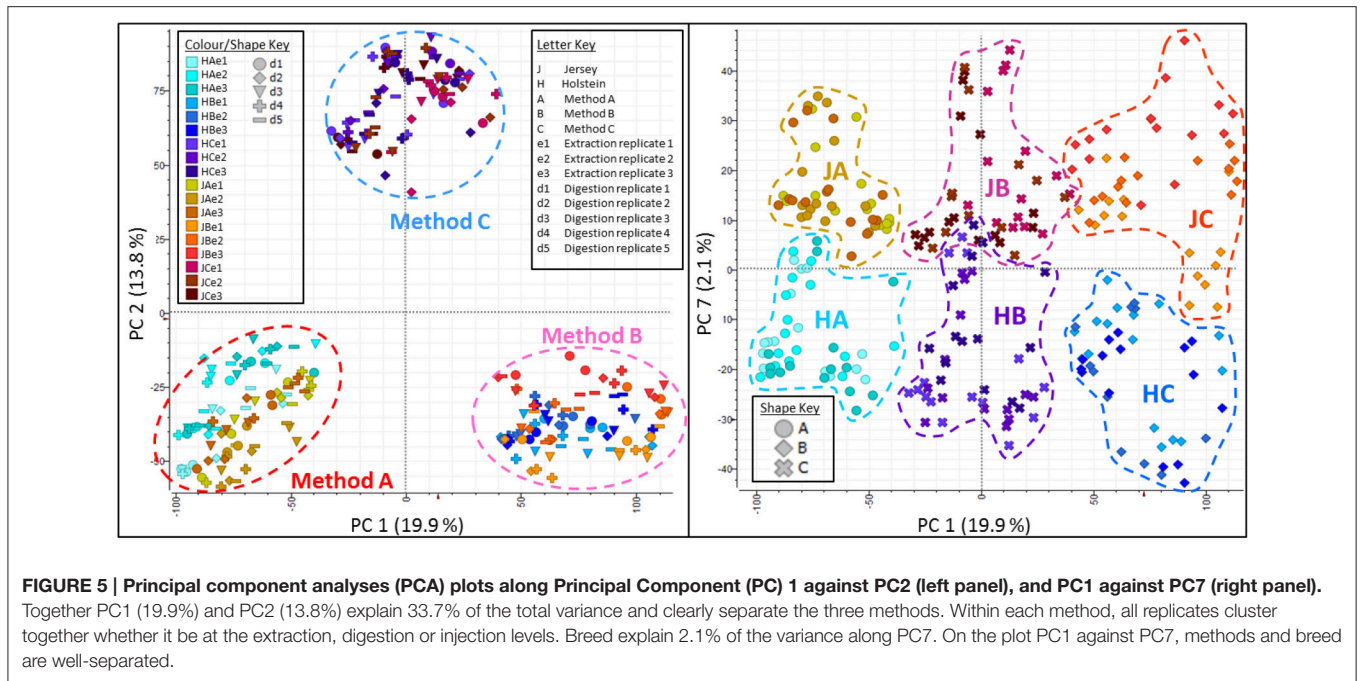 Colour/Shape Key
HAe1
HAe2
HAe3
HBe1
HBe2
HBe3
HCe1
HCe2
HCe3
JAe1
JAe2
JAe3
JBe1
JBe2
JBe3
JCe1
JCe2
JCe3
d1
d2
d3
d4
d5
Letter Key
J Jersey
H Holstein
A Method A
B Method B
C Method C
e1 Extraction replicate 1
e2 Extraction replicate 2
e3 Extraction replicate 3
d1 Digestion replicate 1
d2 Digestion replicate 2
d3 Digestion replicate 3
d4 Digestion replicate 4
d5 Digestion replicate 5
Method C
Method B
Method A
PC 2 (13.8 %)
75
50
25
0
-25
-50
-100
-50
0
50
100
PC 1 (19.9 %)
PC 7 (2.1 %)
40
30
20
10
0
-10
-20
-30
-40
JA
JB
JC
HA
HB
HC
Shape Key
A
B
C
-100
-50
0
50
100
PC 1 (19.9 %)
FIGURE 5 | Principal component analyses (PCA) plots along Principal Component (PC) 1 against PC2 (left panel), and PC1 against PC7 (right panel).
Together PC1 (19.9%) and PC2 (13.8%) explain 33.7% of the total variance and clearly separate the three methods. Within each method, all replicates cluster
together whether it be at the extraction, digestion or injection levels. Breed explain 2.1% of the variance along PC7. On the plot PC1 against PC7, methods and breed
are well-separated.